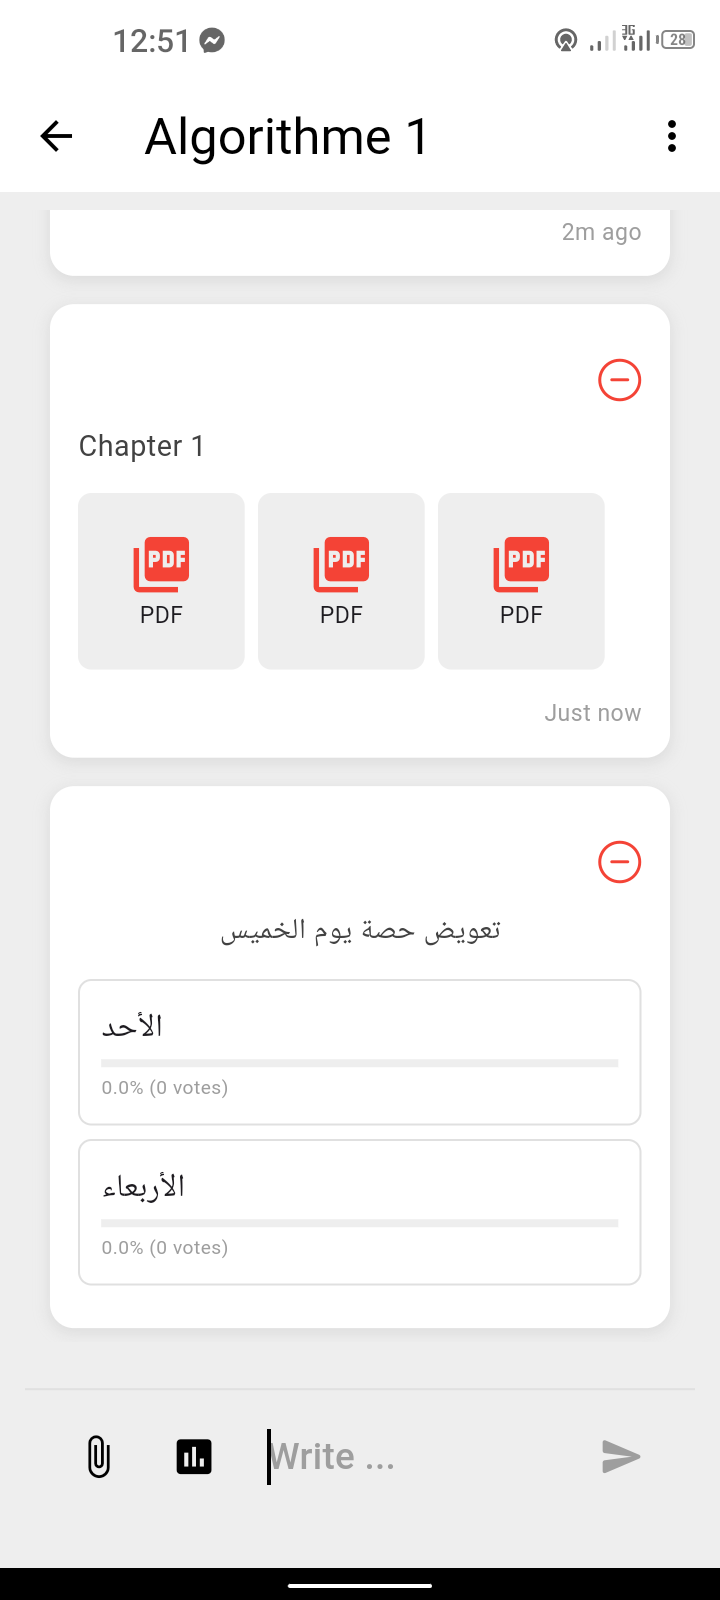 12:51
3G
28
Algorithme 1
2m ago
Chapter 1
PDF PDF PDF
PDF PDF PDF
Just now
تعويض حصة يوم الخميس
الأحد
0.0% (0 votes)
الأربعاء
0.0% (0 votes)
Write ...